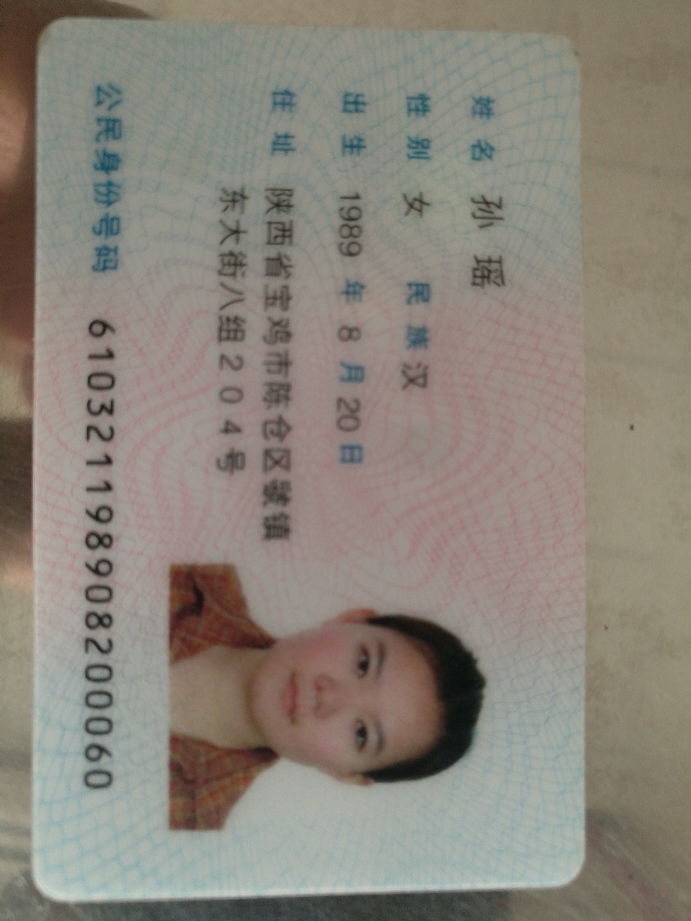 姓名 孙瑶
性别 女 民族 汉
出生 1989 年 8 月 20 日
住址 陕西省宝鸡市陈仓区虢镇
东大街八组204号
公民身份号码 610321198908200060